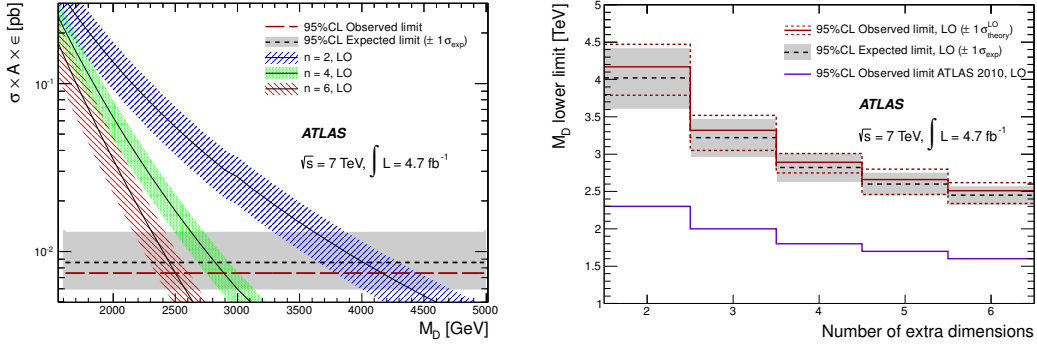 σ × A × ε [pb]
95%CL Observed limit
95%CL Expected limit (± 1σexp)
n = 2, LO
n = 4, LO
n = 6, LO
ATLAS
√s = 7 TeV, ∫ L = 4.7 fb⁻¹
10⁻¹
10⁻²
2000 2500 3000 3500 4000 4500 5000
M_D [GeV]
M_D lower limit [TeV]
95%CL Observed limit, LO (± 1σ^LO_theory)
95%CL Expected limit, LO (± 1σexp)
95%CL Observed limit ATLAS 2010, LO
ATLAS
√s = 7 TeV, ∫ L = 4.7 fb⁻¹
5
4.5
4
3.5
3
2.5
2
1.5
1
2 3 4 5 6
Number of extra dimensions